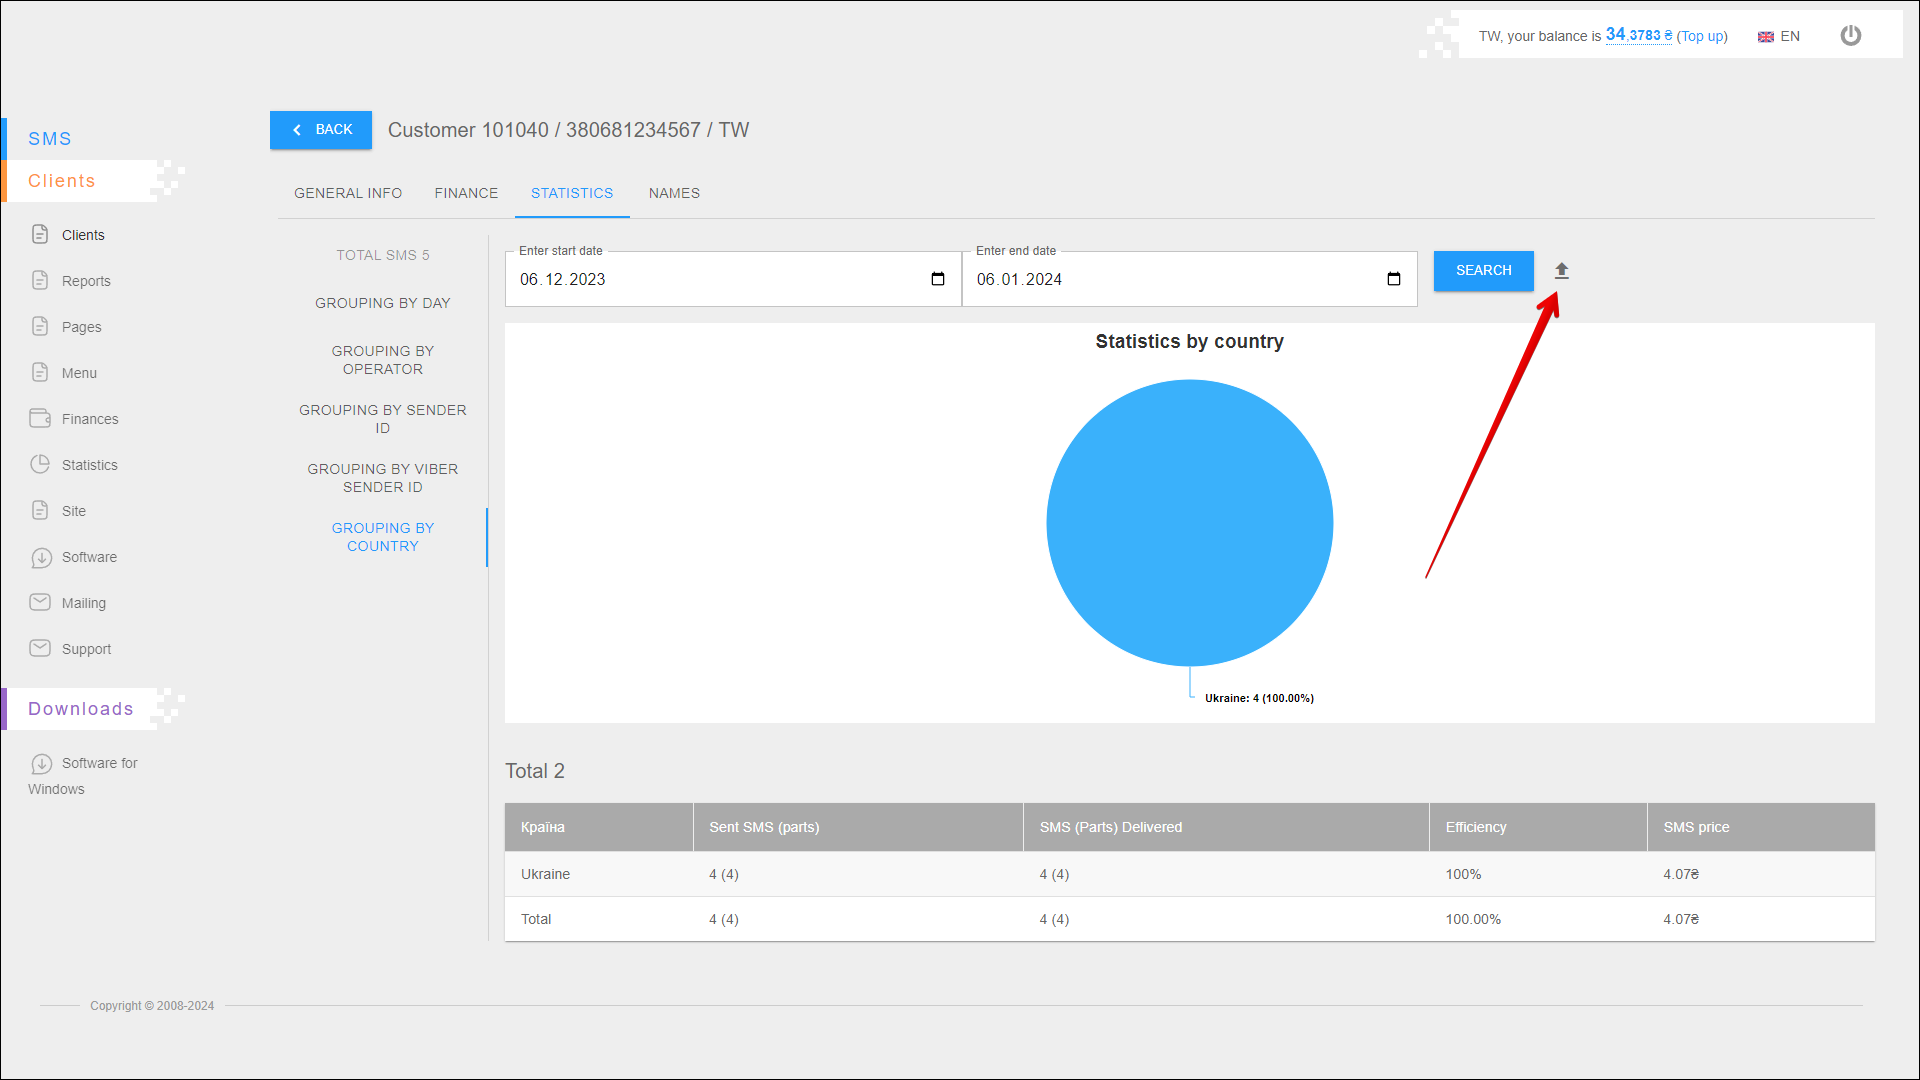 TW, your balance is 34,3783 ₴ (Top up)
EN
SMS
Clients
Clients
Reports
Pages
Menu
Finances
Statistics
Site
Software
Mailing
Support
Downloads
Software for
Windows
BACK
Customer 101040 / 380681234567 / TW
GENERAL INFO
FINANCE
STATISTICS
NAMES
TOTAL SMS 5
GROUPING BY DAY
GROUPING BY
OPERATOR
GROUPING BY SENDER
ID
GROUPING BY VIBER
SENDER ID
GROUPING BY
COUNTRY
Enter start date
06.12.2023
Enter end date
06.01.2024
SEARCH
Statistics by country
Ukraine: 4 (100.00%)
Total 2
Країна Sent SMS (parts) SMS (Parts) Delivered Efficiency SMS price
Ukraine 4 (4) 4 (4) 100% 4.07₴
Total 4 (4) 4 (4) 100.00% 4.07₴
Copyright © 2008-2024